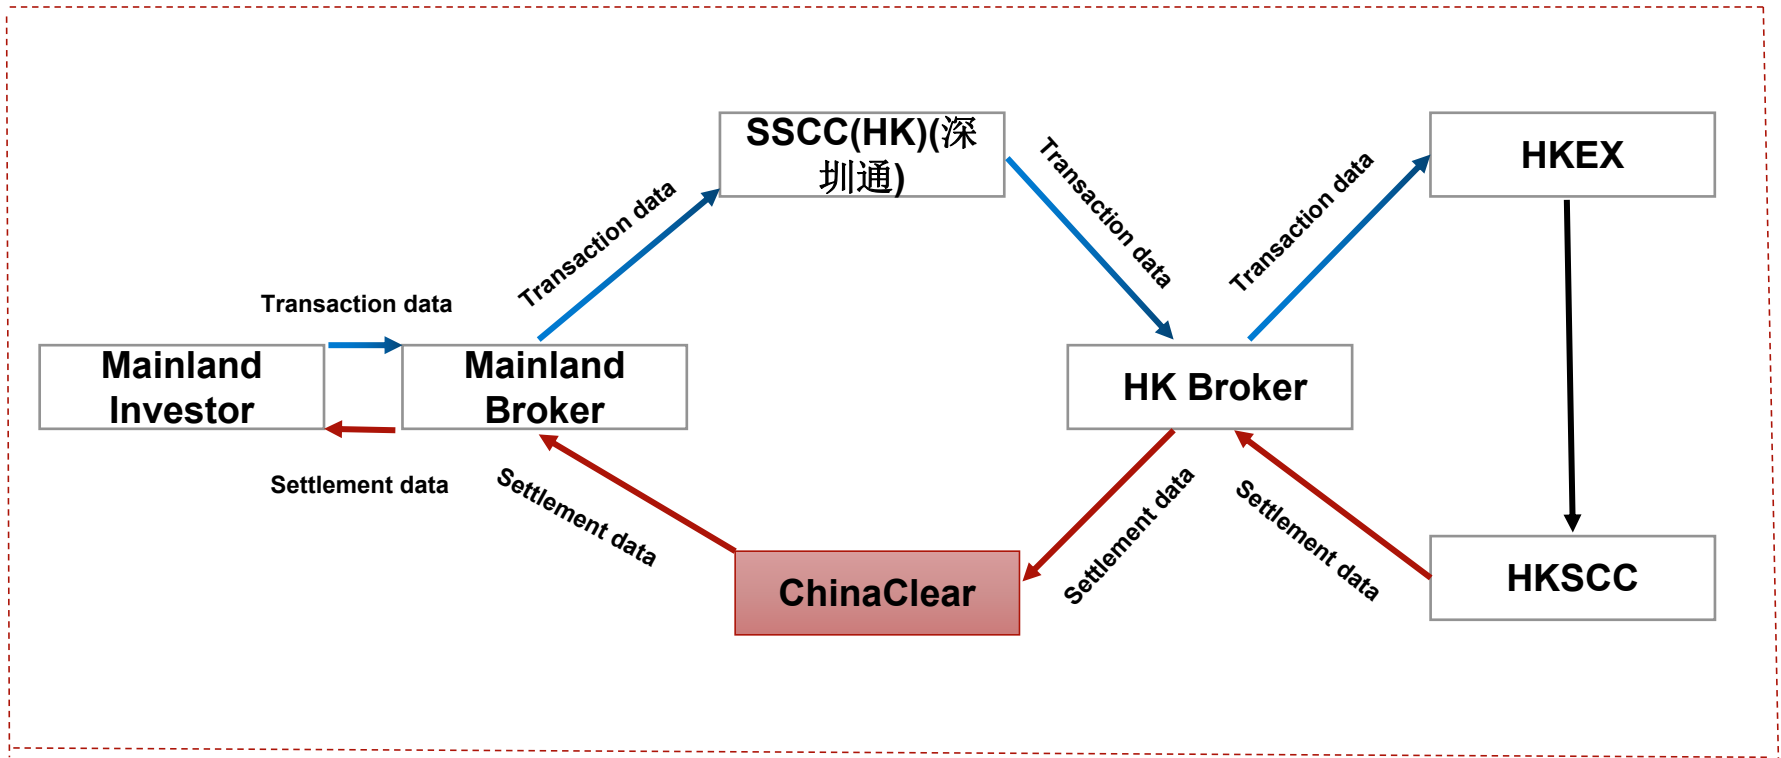 SSCC(HK)(深
圳通)
HKEX
Transaction data
Transaction data
Transaction data
Transaction data
Mainland
Investor
Mainland
Broker
HK Broker
Settlement data
Settlement data
Settlement data
Settlement data
ChinaClear
HKSCC